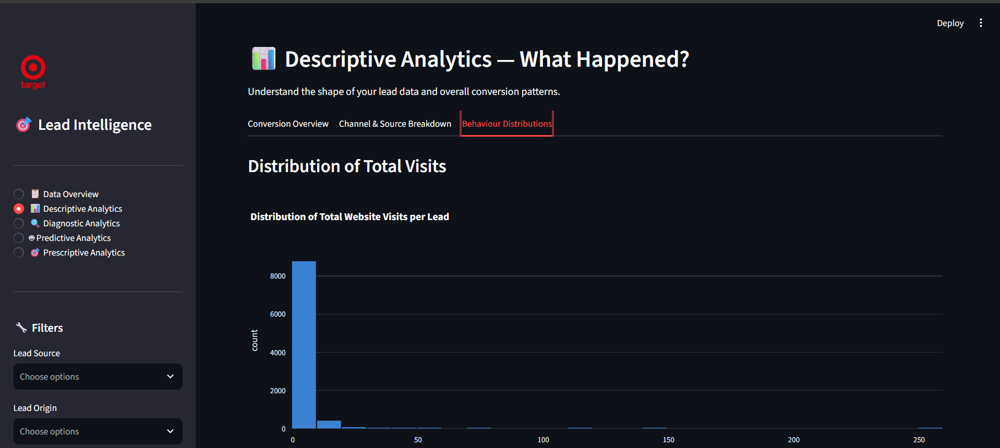 Deploy
target
Lead Intelligence
Data Overview
Descriptive Analytics
Diagnostic Analytics
Predictive Analytics
Prescriptive Analytics
Filters
Lead Source
Choose options
Lead Origin
Choose options
Descriptive Analytics — What Happened?
Understand the shape of your lead data and overall conversion patterns.
Conversion Overview Channel & Source Breakdown Behaviour Distributions
Distribution of Total Visits
Distribution of Total Website Visits per Lead
count
8000
6000
4000
2000
0
0 50 100 150 200 250